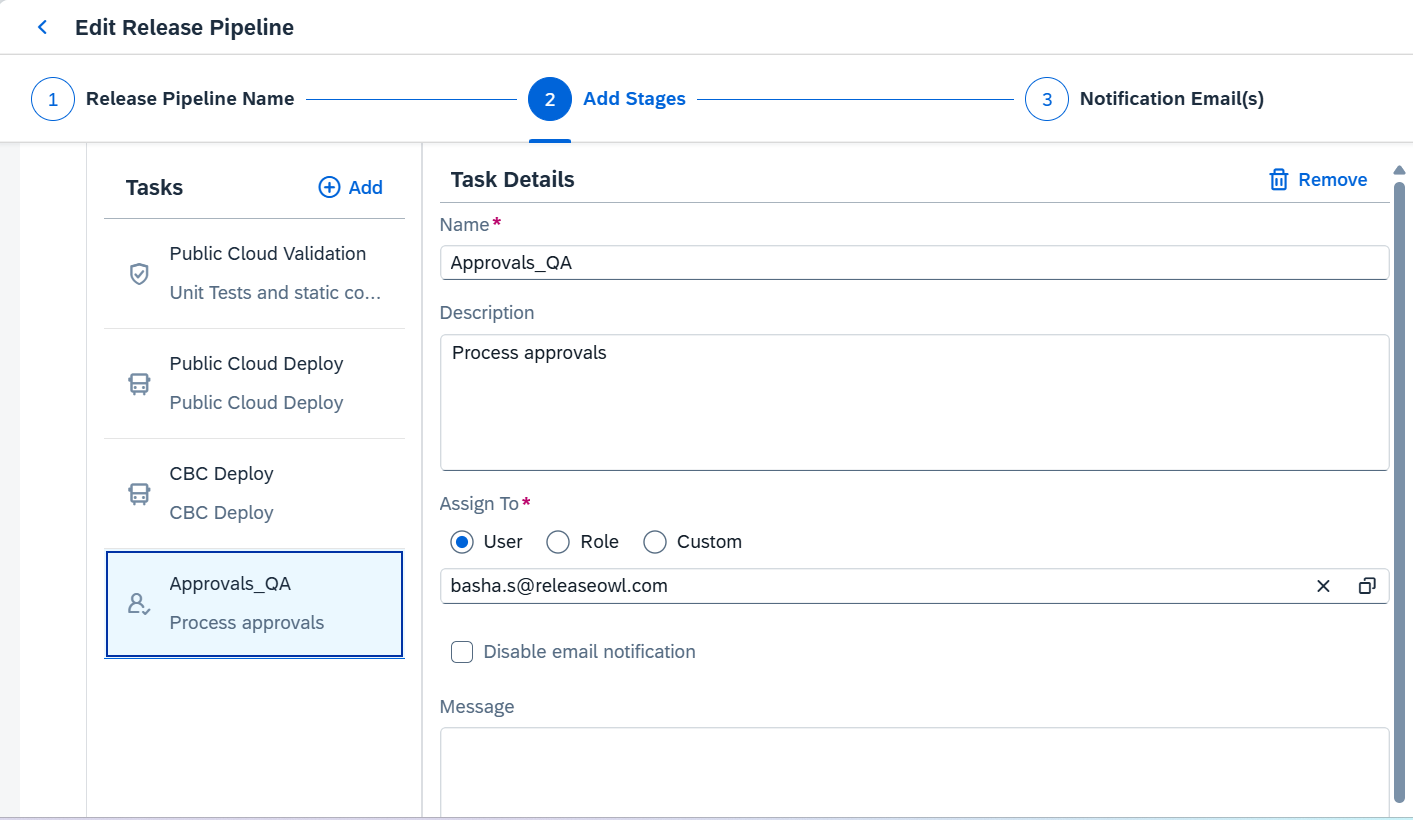 Edit Release Pipeline
1 Release Pipeline Name
2 Add Stages
3 Notification Email(s)
Tasks
Add
Public Cloud Validation
Unit Tests and static co...
Public Cloud Deploy
Public Cloud Deploy
CBC Deploy
CBC Deploy
Approvals_QA
Process approvals
Task Details
Remove
Name*
Approvals_QA
Description
Process approvals
Assign To*
User Role Custom
basha.s@releaseowl.com
Disable email notification
Message